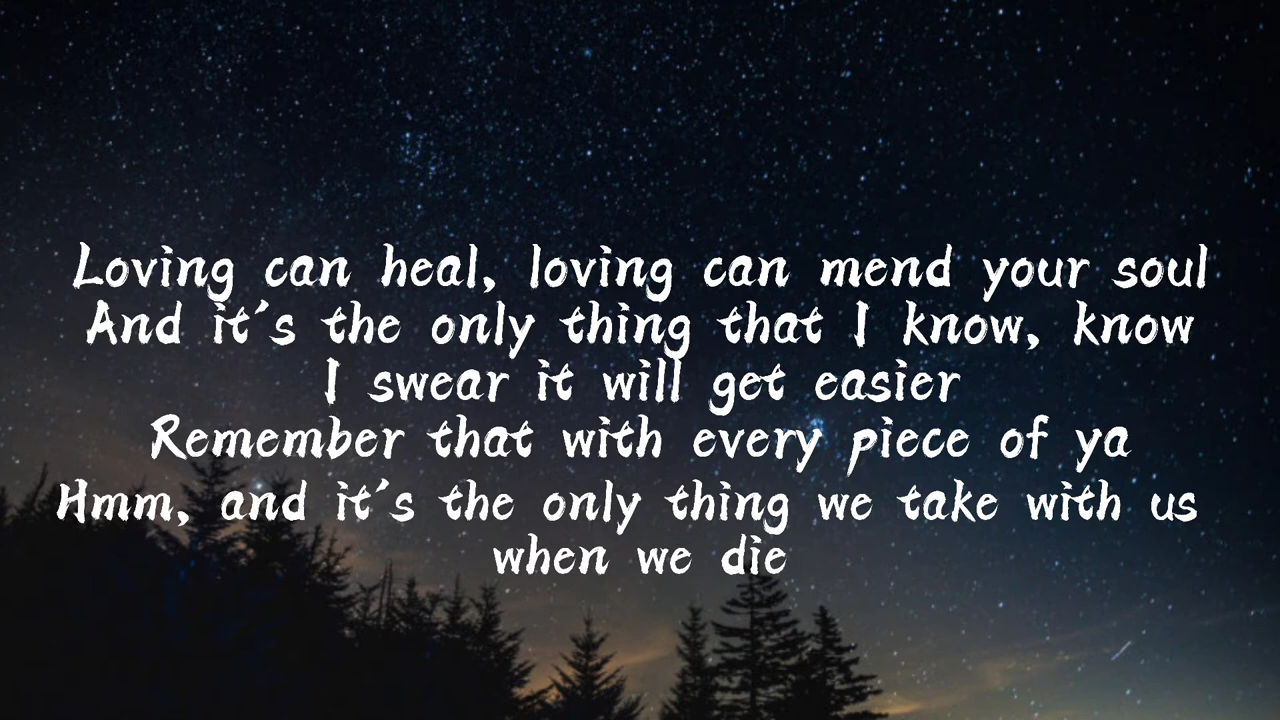 Loving can heal, loving can mend your soul
And it's the only thing that I know, know
I swear it will get easier
Remember that with every piece of ya
Hmm, and it's the only thing we take with us
when we die